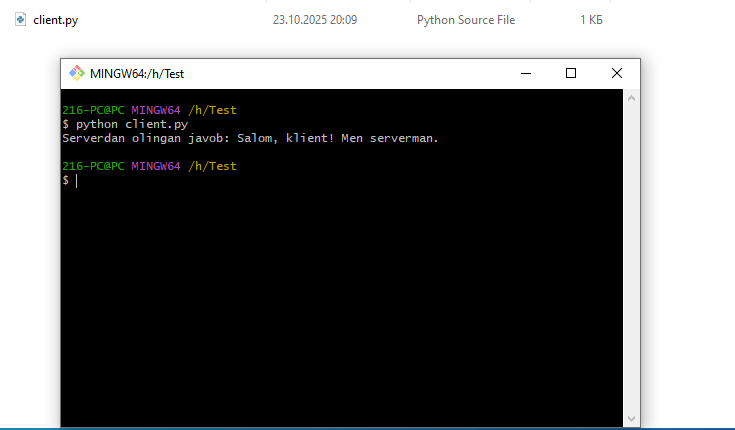 client.py 23.10.2025 20:09 Python Source File 1 КБ
MINGW64:/h/Test
216-PC@PC MINGW64 /h/Test
$ python client.py
Serverdan olingan javob: Salom, klient! Men serverman.
216-PC@PC MINGW64 /h/Test
$